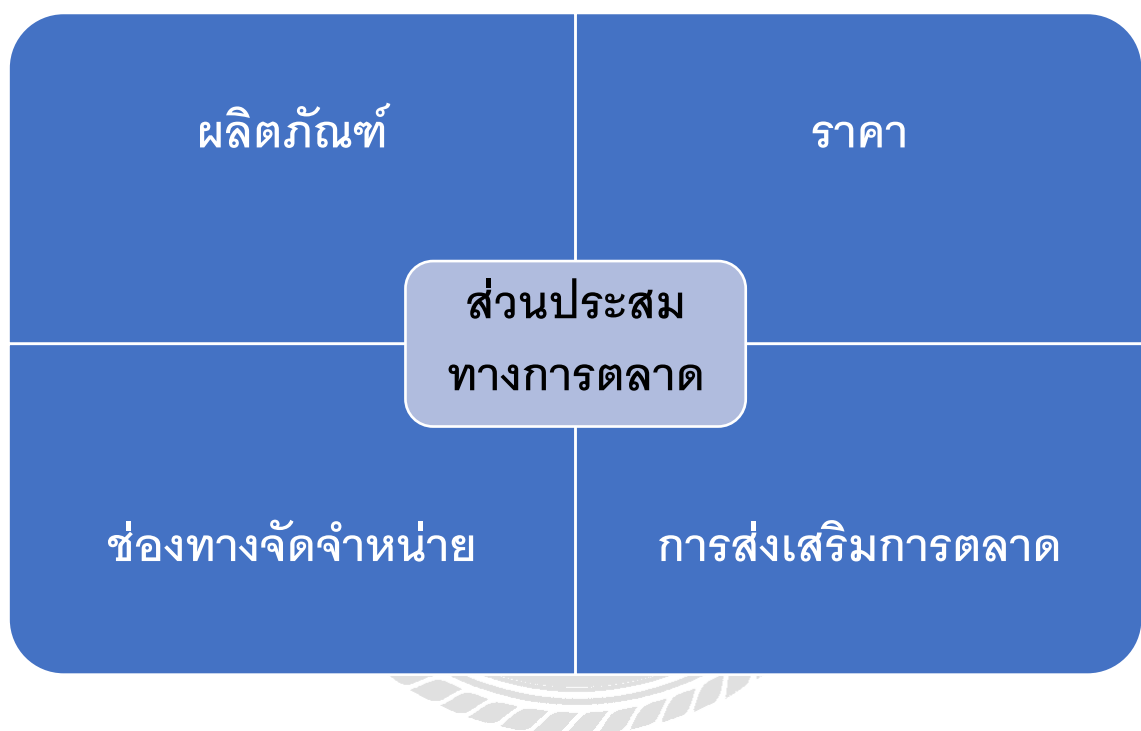 ผลิตภัณฑ์
ราคา
ส่วนประสม
ทางการตลาด
ช่องทางจัดจำหน่าย
การส่งเสริมการตลาด